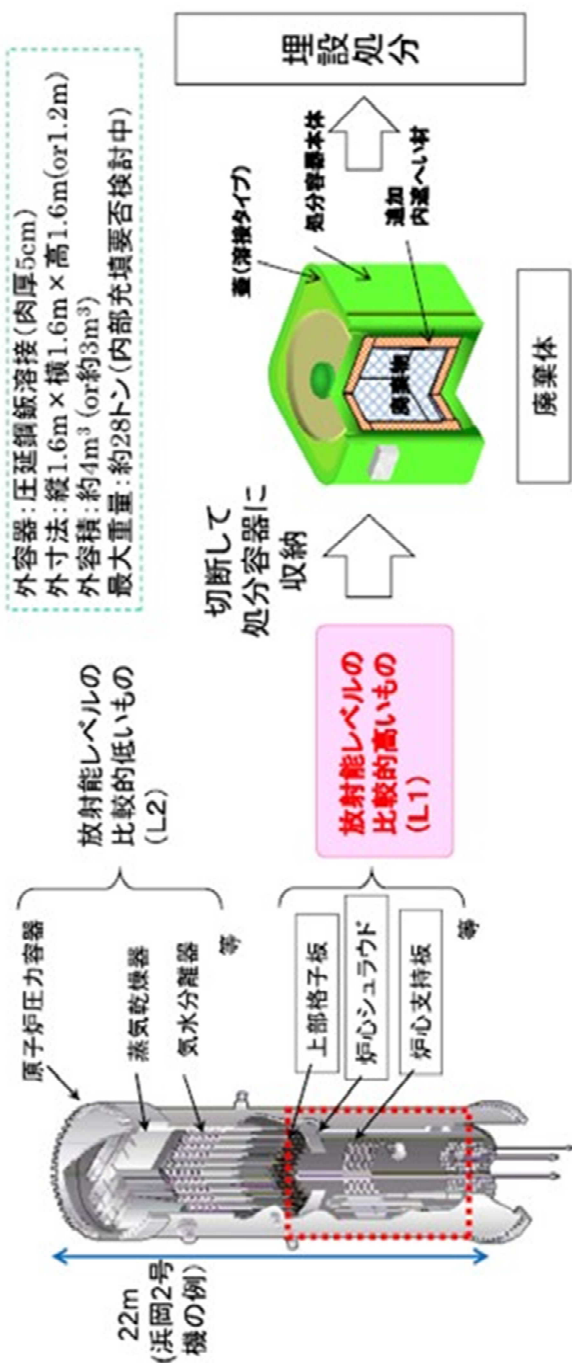 22m
(浜岡2号
機の例)
原子炉圧力容器
蒸気乾燥器
気水分離器
等
上部格子板
炉心シュラウド
炉心支持板
等
放射能レベルの
比較的低いもの
(L2)
放射能レベルの
比較的高いもの
(L1)
外容器:圧延鋼鈑溶接(肉厚5cm)
外寸法:縦1.6m×横1.6m×高1.6m(or1.2m)
外容積:約4m³ (or約3m³)
最大重量:約28トン(内部充填要否検討中)
切断して
処分容器に
収納
蓋(溶接タイプ)
処分容器本体
追加
内遮へい材
廃棄物
廃棄体
埋設処分